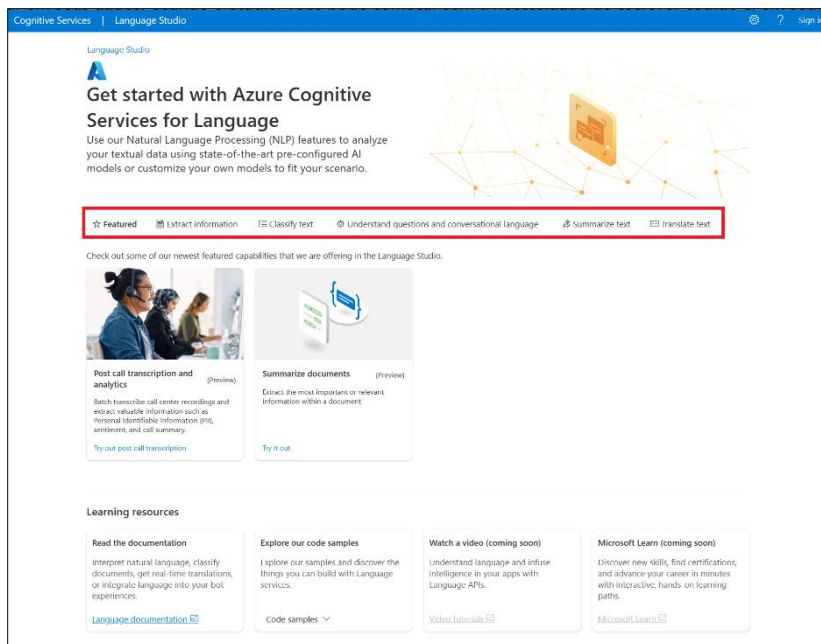 Cognitive Services | Language Studio Sign in
Language Studio
Get started with Azure Cognitive
Services for Language
Use our Natural Language Processing (NLP) features to analyze
your textual data using state-of-the-art pre-configured AI
models or customize your own models to fit your scenario.
Featured Extract information Classify text Understand questions and conversational language Summarize text Translate text
Check out some of our newest featured capabilities that we are offering in the Language Studio.
Post call transcription and
analytics
(Preview)
Batch transcribe call center recordings and
extract valuable information such as
Personal Identifiable Information (PII),
sentiment, and call summary.
Try out post call transcription
Summarize documents (Preview)
Extract the most important or relevant
information within a document
Try it out
Learning resources
Read the documentation
Interpret natural language, classify
documents, get real-time translations,
or integrate language into your bot
experiences.
Language documentation
Explore our code samples
Explore our samples and discover the
things you can build with Language
services.
Code samples
Watch a video (coming soon)
Understand language and infuse
intelligence in your apps with
Language APIs.
Video tutorials
Microsoft Learn (coming soon)
Discover new skills, find certifications,
and advance your career in minutes
with interactive, hands-on learning
paths.
Microsoft Learn